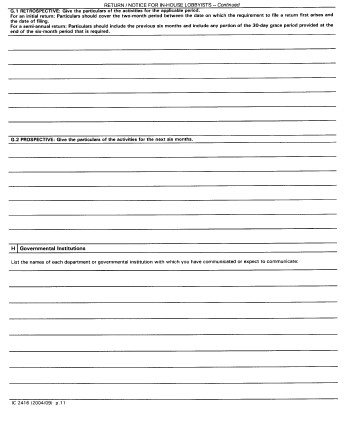 RETURN / NOTICE FOR IN-HOUSE LOBBYISTS – Continued
G.1 RETROSPECTIVE: Give the particulars of the activities for the applicable period.
For an initial return: Particulars should cover the two-month period between the date on which the requirement to file a return first arises and
the date of filing.
For a semi-annual return: Particulars should include the previous six months and include any portion of the 30-day grace period provided at the
end of the six-month period that is required.
G.2 PROSPECTIVE: Give the particulars of the activities for the next six months.
H Governmental Institutions
List the names of each department or governmental institution with which you have communicated or expect to communicate:
IC 2416 (2004/09) p.11